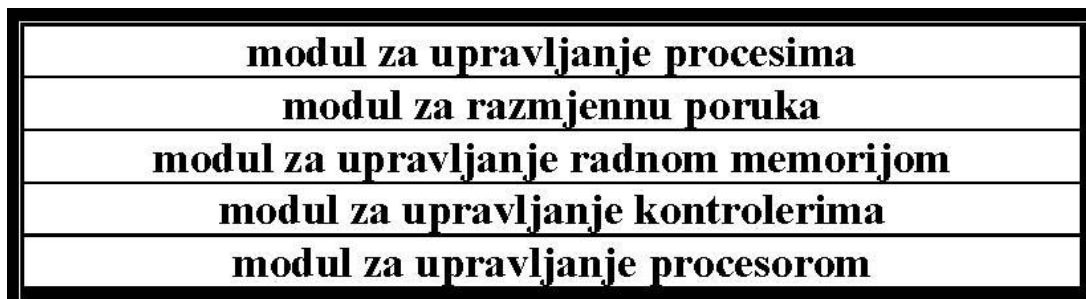 modul za upravljanje procesima
modul za razmjennu poruka
modul za upravljanje radnom memorijom
modul za upravljanje kontrolerima
modul za upravljanje procesorom